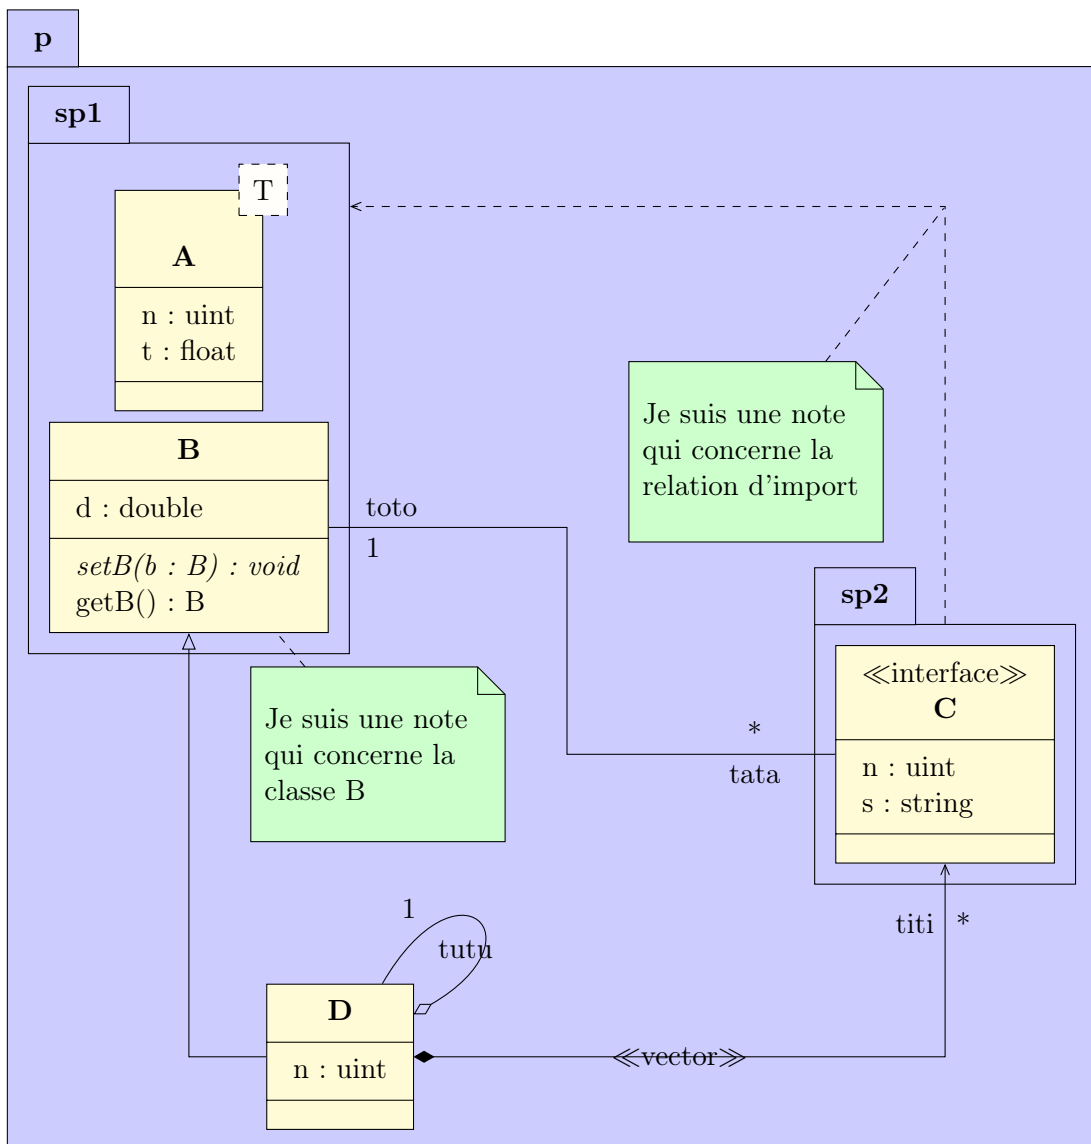 p
sp1
T
A
n : uint
t : float
B
d : double
setB(b : B) : void
getB() : B
toto
1
Je suis une note
qui concerne la
relation d'import
sp2
≪interface≫
C
n : uint
s : string
*
tata
Je suis une note
qui concerne la
classe B
titi
*
1
tutu
D
n : uint
≪vector≫